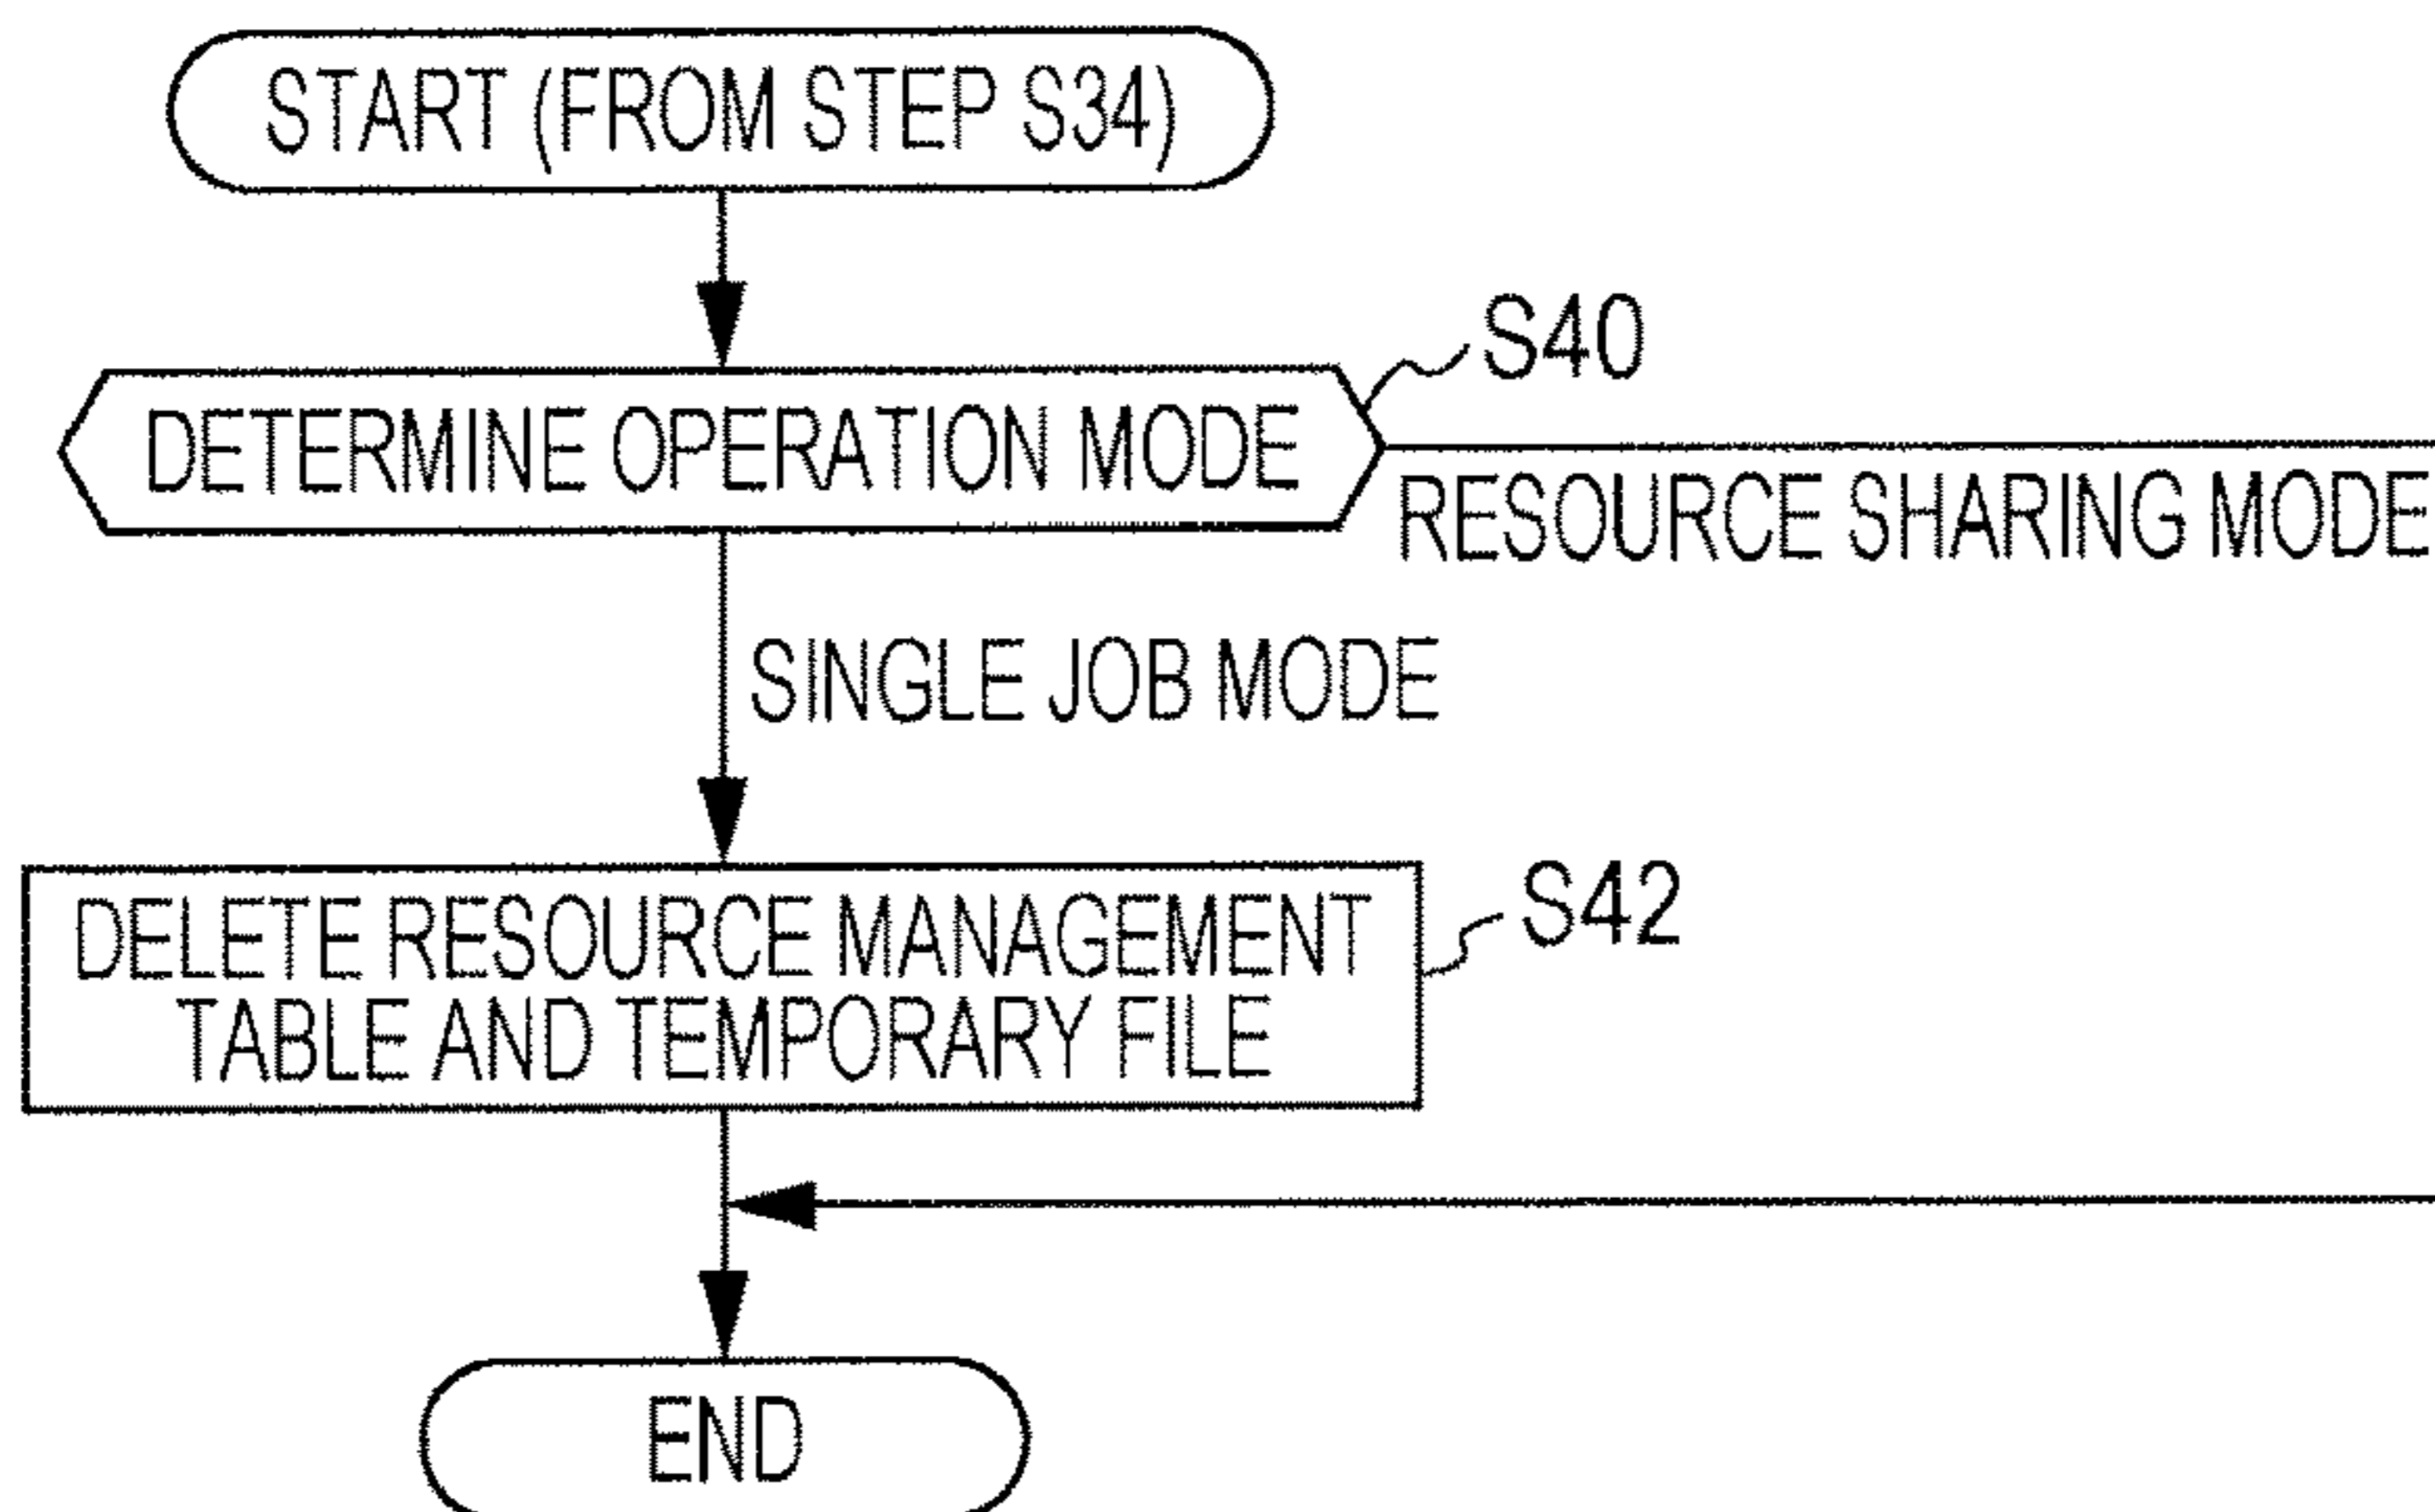 START (FROM STEP S34)
S40
DETERMINE OPERATION MODE
RESOURCE SHARING MODE
SINGLE JOB MODE
DELETE RESOURCE MANAGEMENT
TABLE AND TEMPORARY FILE
S42
END